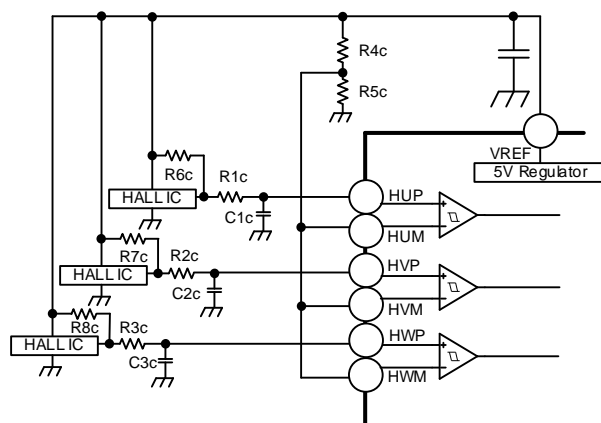 R4c
R5c
VREF
5V Regulator
R6c
R1c
HALL IC
C1c
HUP
HUM
R7c
R2c
HALL IC
C2c
HVP
HVM
R8c
R3c
HALL IC
C3c
HWP
HWM